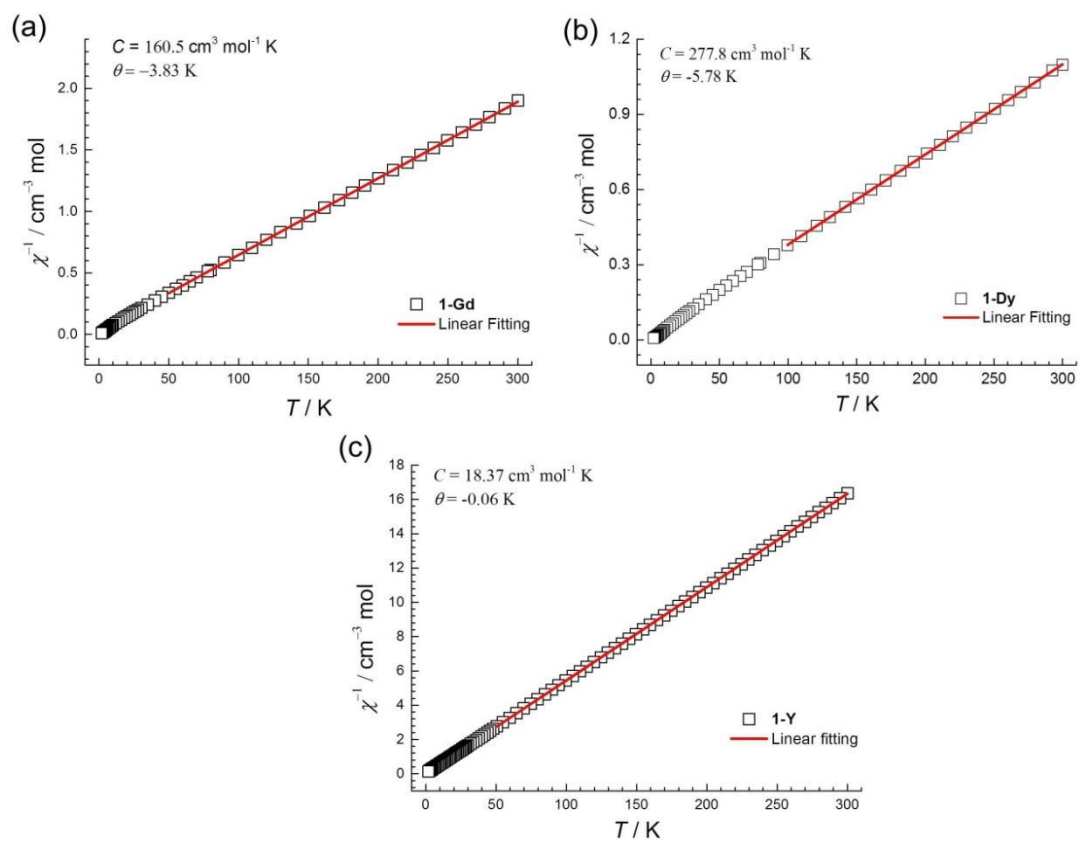 (a)
C = 160.5 cm³ mol⁻¹ K
θ = −3.83 K
2.0
1.5
1.0
0.5
0.0
χ⁻¹ / cm⁻³ mol
1-Gd
Linear Fitting
0 50 100 150 200 250 300
T / K
(b)
1.2
C = 277.8 cm³ mol⁻¹ K
θ = -5.78 K
0.9
0.6
0.3
0.0
χ⁻¹ / cm⁻³ mol
1-Dy
Linear Fitting
0 50 100 150 200 250 300
T / K
(c)
18
C = 18.37 cm³ mol⁻¹ K
16
θ = -0.06 K
14
12
10
8
6
4
2
0
χ⁻¹ / cm⁻³ mol
1-Y
Linear fitting
0 50 100 150 200 250 300
T / K